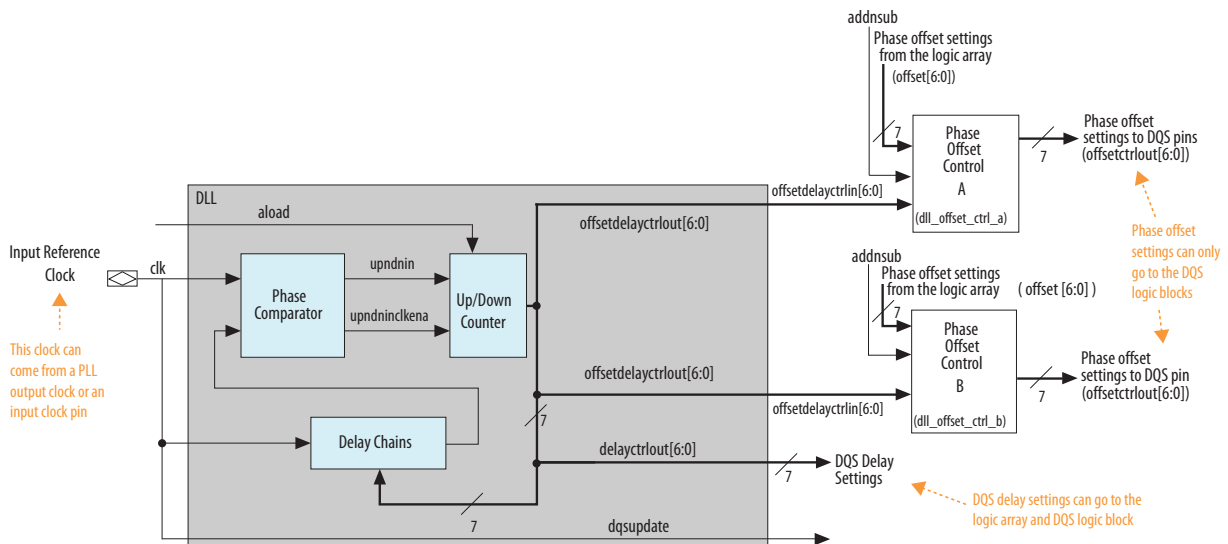 addnsub
Phase offset settings
from the logic array
(offset[6:0])
7
Phase
Offset
Control
A
(dll_offset_ctrl_a)
7
Phase offset
settings to DQS pins
(offsetctrlout[6:0])
DLL
aload
offsetdelayctrlout[6:0]
offsetdelayctrlin[6:0]
Phase offset
settings can only
go to the DQS
logic blocks
Input Reference
Clock
clk
Phase
Comparator
upndnin
upndninclkena
Up/Down
Counter
addnsub
Phase offset settings
from the logic array
( offset [6:0] )
7
Phase
Offset
Control
B
(dll_offset_ctrl_b)
7
Phase offset
settings to DQS pin
(offsetctrlout[6:0])
This clock can
come from a PLL
output clock or an
input clock pin
offsetdelayctrlout[6:0]
offsetdelayctrlin[6:0]
7
Delay Chains
delayctrlout[6:0]
7
DQS Delay
Settings
7
DQS delay settings can go to the
logic array and DQS logic block
dqsupdate